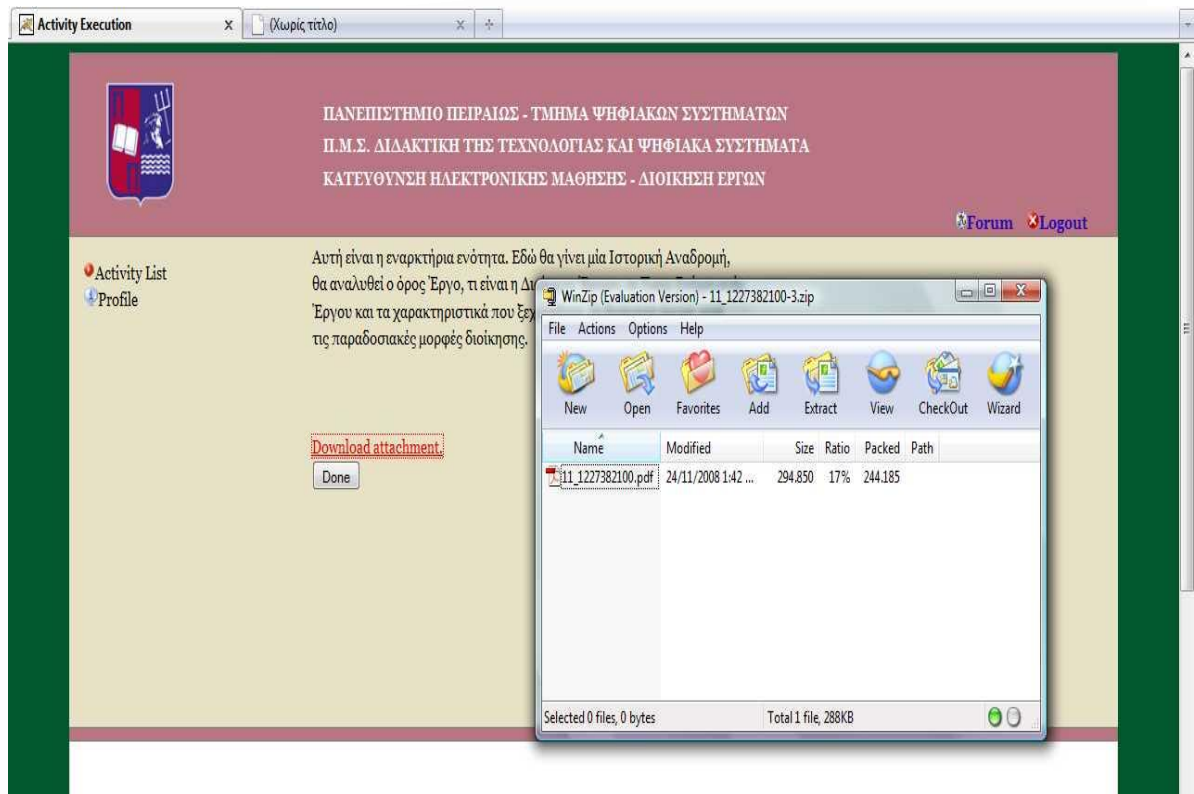 Activity Execution x (Χωρίς τίτλο) x
ΠΑΝΕΠΙΣΤΗΜΙΟ ΠΕΙΡΑΙΩΣ - ΤΜΗΜΑ ΨΗΦΙΑΚΩΝ ΣΥΣΤΗΜΑΤΩΝ
Π.Μ.Σ. ΔΙΔΑΚΤΙΚΗ ΤΗΣ ΤΕΧΝΟΛΟΓΙΑΣ ΚΑΙ ΨΗΦΙΑΚΑ ΣΥΣΤΗΜΑΤΑ
ΚΑΤΕΥΘΥΝΣΗ ΗΛΕΚΤΡΟΝΙΚΗΣ ΜΑΘΗΣΗΣ - ΔΙΟΙΚΗΣΗ ΕΡΓΩΝ
Forum Logout
Activity List
Profile
Αυτή είναι η εναρκτήρια ενότητα. Εδώ θα γίνει μία Ιστορική Αναδρομή,
θα αναλυθεί ο όρος Έργο, τι είναι η
Έργου και τα χαρακτηριστικά που
τις παραδοσιακές μορφές διοίκησης.
Download attachment.
Done
WinZip (Evaluation Version) - 11_1227382100-3.zip
File Actions Options Help
New Open Favorites Add Extract View CheckOut Wizard
Name Modified Size Ratio Packed Path
11_1227382100.pdf 24/11/2008 1:42 ... 294.850 17% 244.185
Selected 0 files, 0 bytes Total 1 file, 288KB